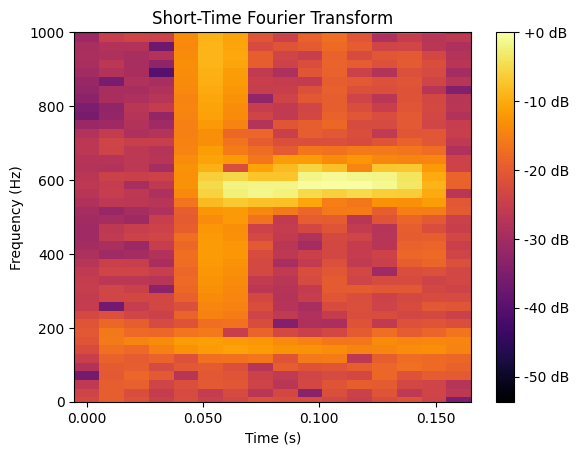 Short-Time Fourier Transform
1000
800
600
400
200
0
Frequency (Hz)
0.000
0.050
0.100
0.150
Time (s)
+0 dB
-10 dB
-20 dB
-30 dB
-40 dB
-50 dB